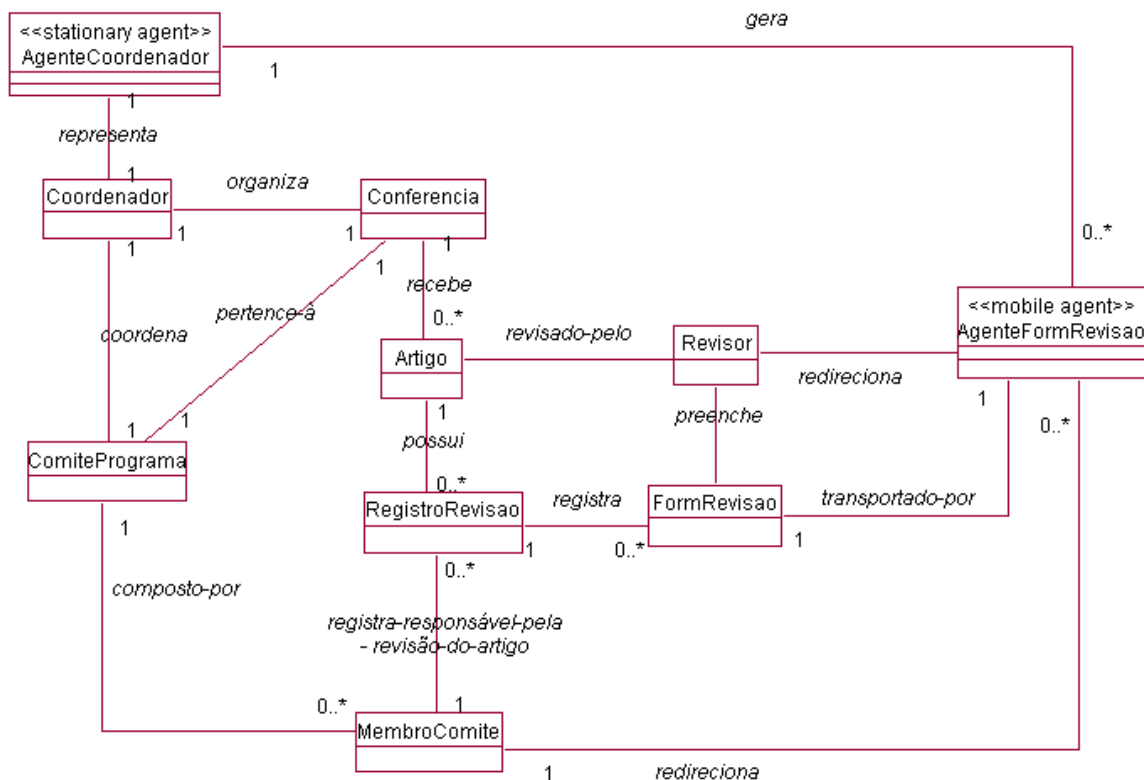 gera
<<stationary agent>>
AgenteCoordenador
1
1
representa
1
Coordenador
organiza
Conferencia
1
1
1
1
1
0..*
recebe
pertence-à
coordena
0..*
<<mobile agent>>
AgenteFormRevisao
revisado-pelo
Revisor
Artigo
redireciona
1
1
0..*
preenche
1
1
possui
ComitePrograma
0..*
RegistroRevisao
registra
FormRevisao
transportado-por
1
1
0..*
1
0..*
composto-por
registra-responsável-pela
- revisão-do-artigo
0..*
1
MembroComite
1
redireciona